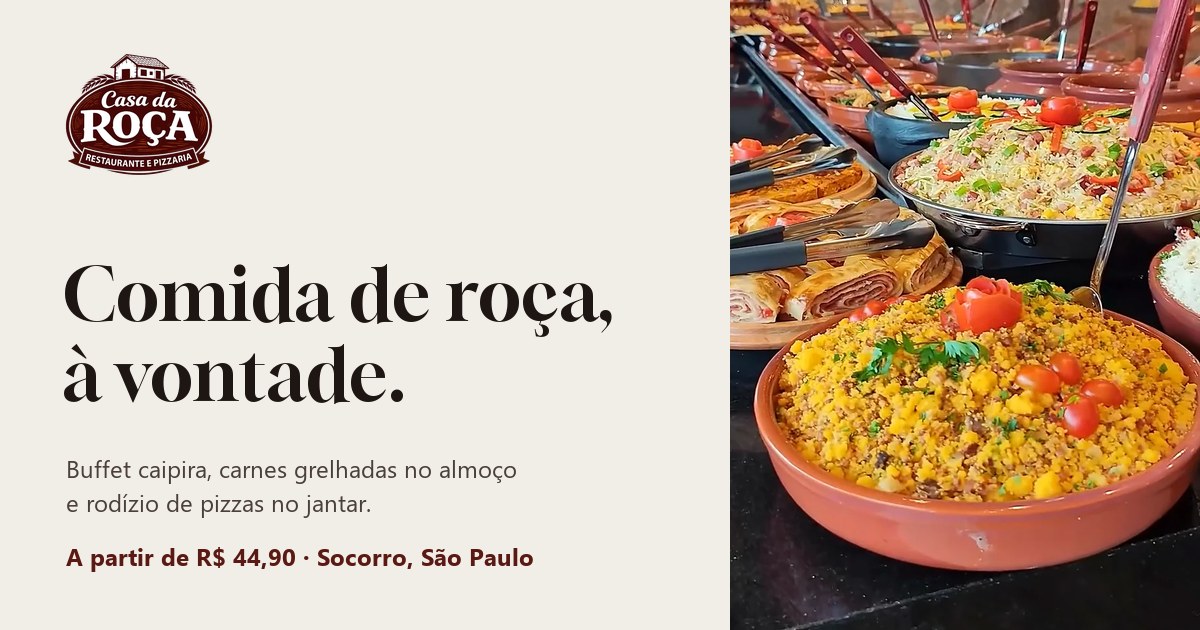 Casa da
ROÇA
RESTAURANTE E PIZZARIA
Comida de roça,
à vontade.
Buffet caipira, carnes grelhadas no almoço
e rodízio de pizzas no jantar.
A partir de R$ 44,90 · Socorro, São Paulo